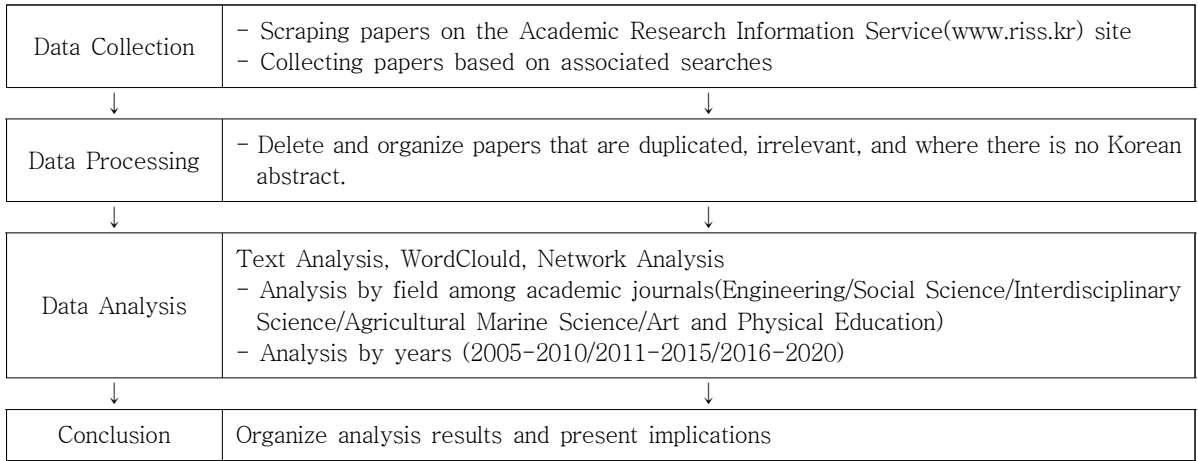 Data Collection
- Scraping papers on the Academic Research Information Service(www.riss.kr) site
- Collecting papers based on associated searches
↓ ↓
Data Processing
- Delete and organize papers that are duplicated, irrelevant, and where there is no Korean
abstract.
↓ ↓
Data Analysis
Text Analysis, WordClould, Network Analysis
- Analysis by field among academic journals(Engineering/Social Science/Interdisciplinary
Science/Agricultural Marine Science/Art and Physical Education)
- Analysis by years (2005-2010/2011-2015/2016-2020)
↓ ↓
Conclusion
Organize analysis results and present implications